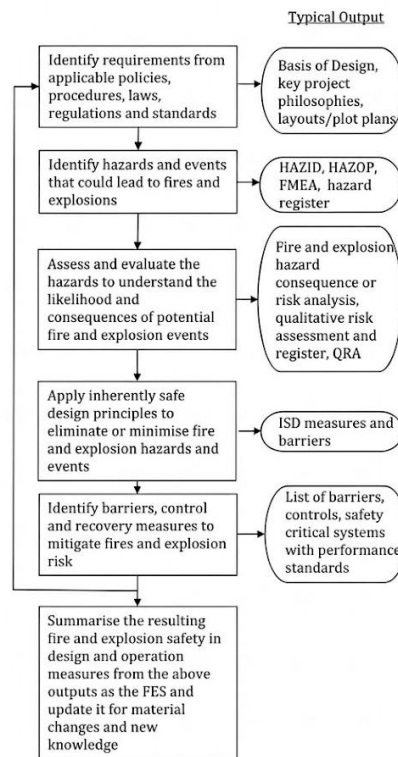 Typical Output
Identify requirements from
applicable policies,
procedures, laws,
regulations and standards
Basis of Design,
key project
philosophies,
layouts/plot plans
Identify hazards and events
that could lead to fires and
explosions
HAZID, HAZOP,
FMEA, hazard
register
Assess and evaluate the
hazards to understand the
likelihood and
consequences of potential
fire and explosion events
Fire and explosion
hazard
consequence or
risk analysis,
qualitative risk
assessment and
register, QRA
Apply inherently safe
design principles to
eliminate or minimise fire
and explosion hazards and
events
ISD measures and
barriers
Identify barriers, control
and recovery measures to
mitigate fires and explosion
risk
List of barriers,
controls, safety
critical systems
with performance
standards
Summarise the resulting
fire and explosion safety in
design and operation
measures from the above
outputs as the FES and
update it for material
changes and new
knowledge